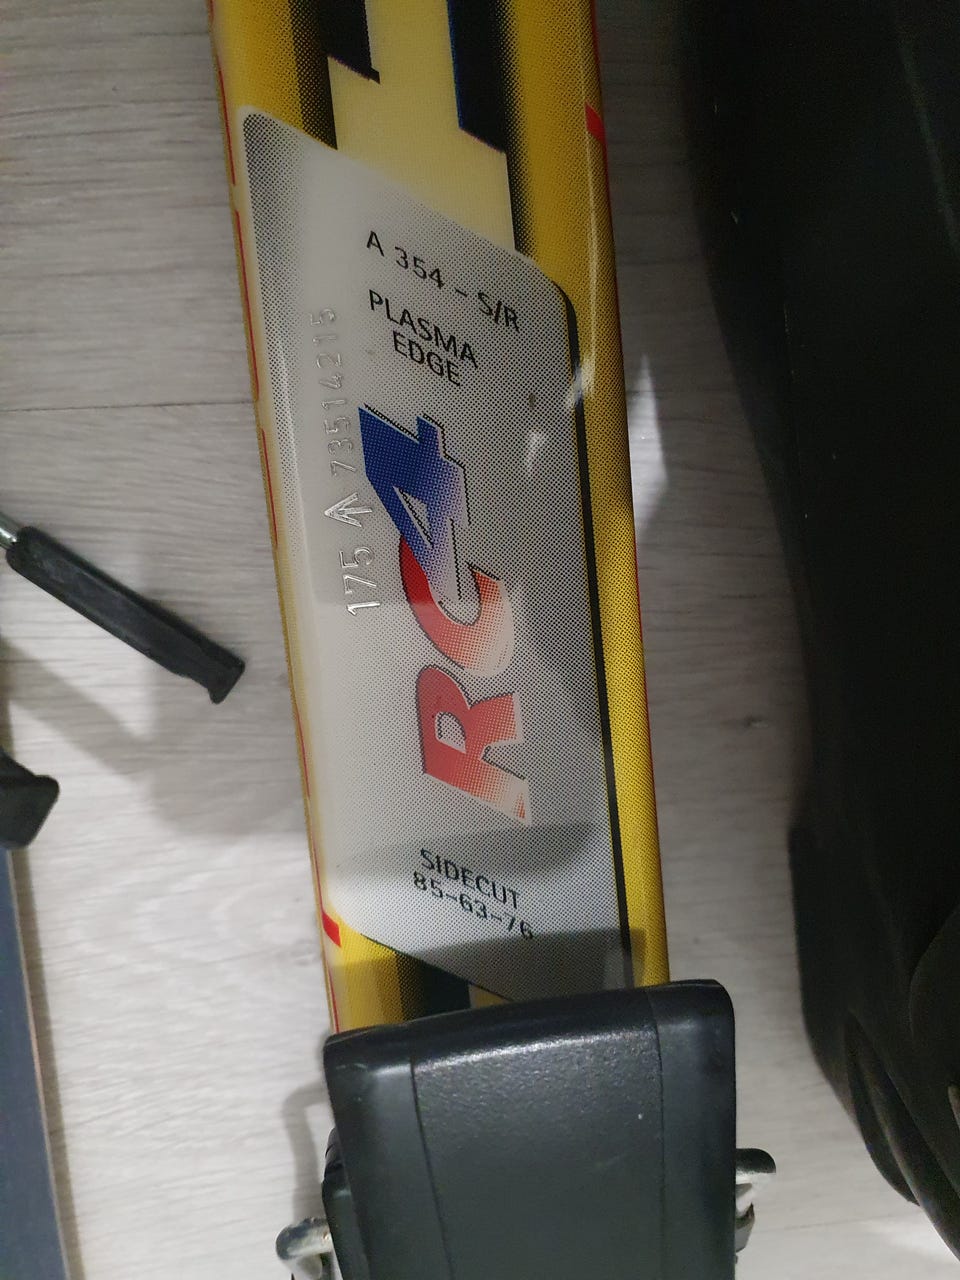 A 354 - S/R
PLASMA
EDGE
175 73514215
RC4
SIDECUT
85-63-76